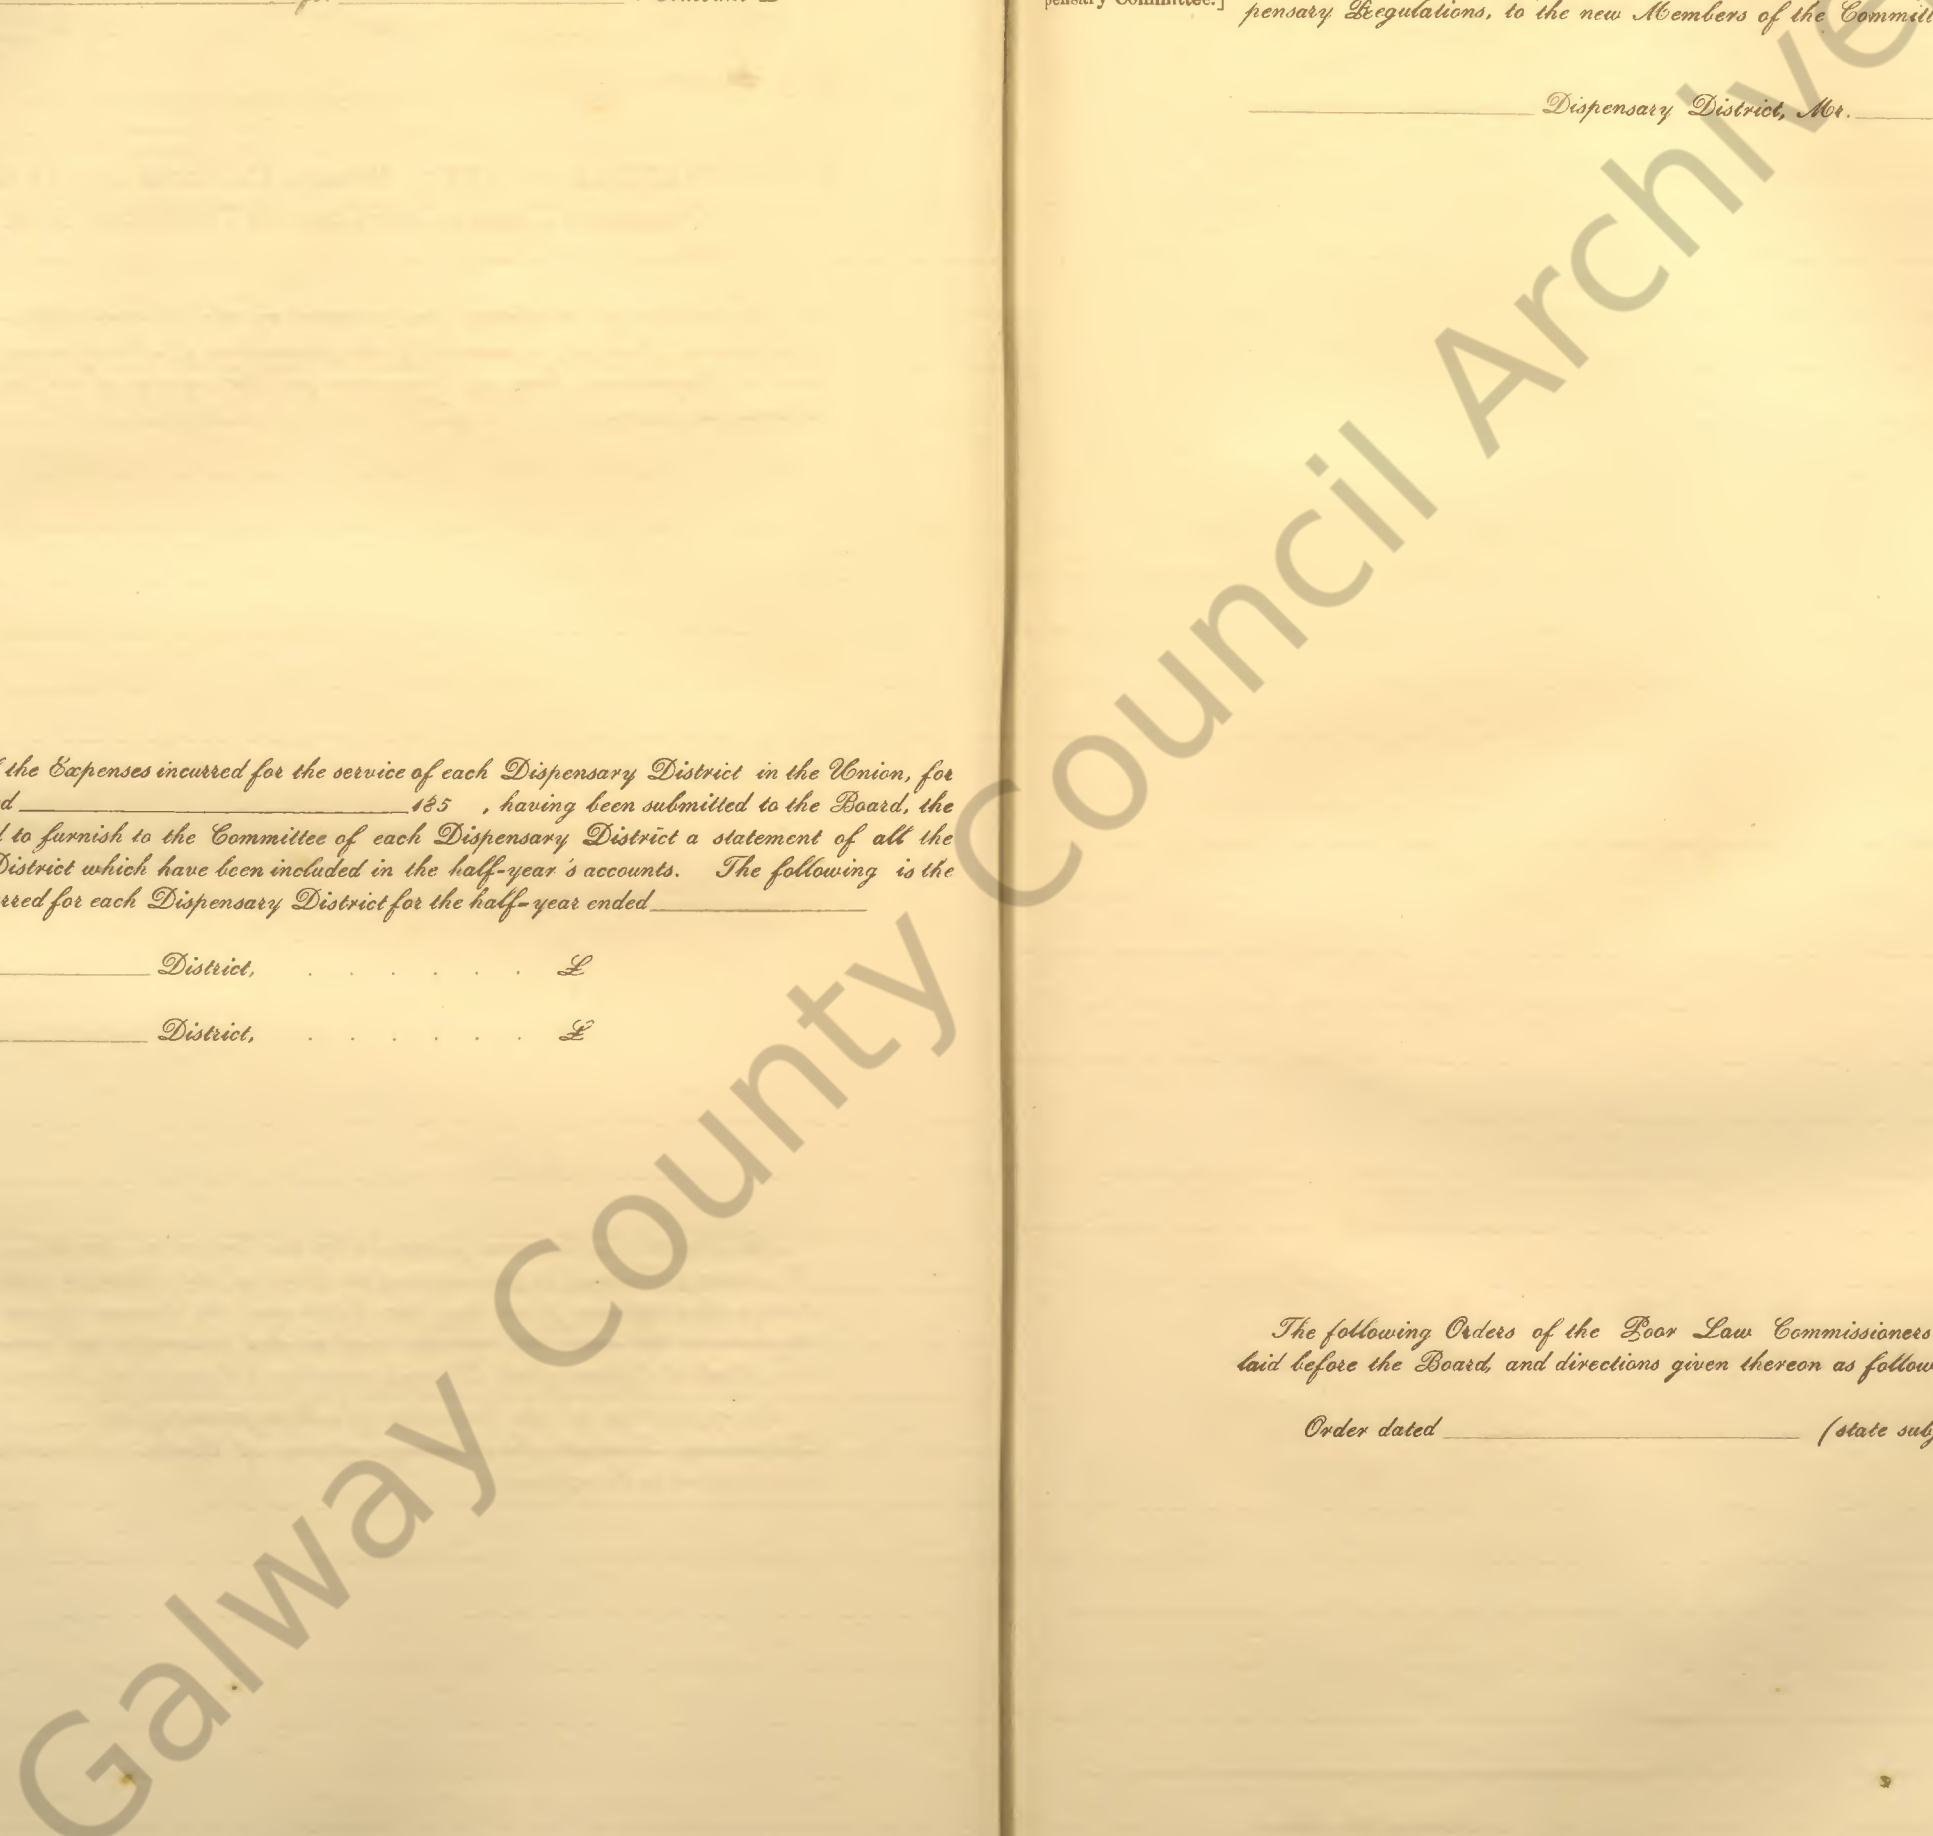 the Expenses incurred for the service of each Dispensary District in the Union, for
185 , having been submitted to the Board, the
to furnish to the Committee of each Dispensary District a statement of all the
District which have been included in the half-year's accounts. The following is the
rred for each Dispensary District for the half-year ended
District, . . . . . . £
District, . . . . . . £
pensary Committee.]
pensary Regulations, to the new Members of the Committ
Dispensary District, Mr.
The following Orders of the Poor Law Commissioners
laid before the Board, and directions given thereon as follow
Order dated (state sub
Galway County Council Archive